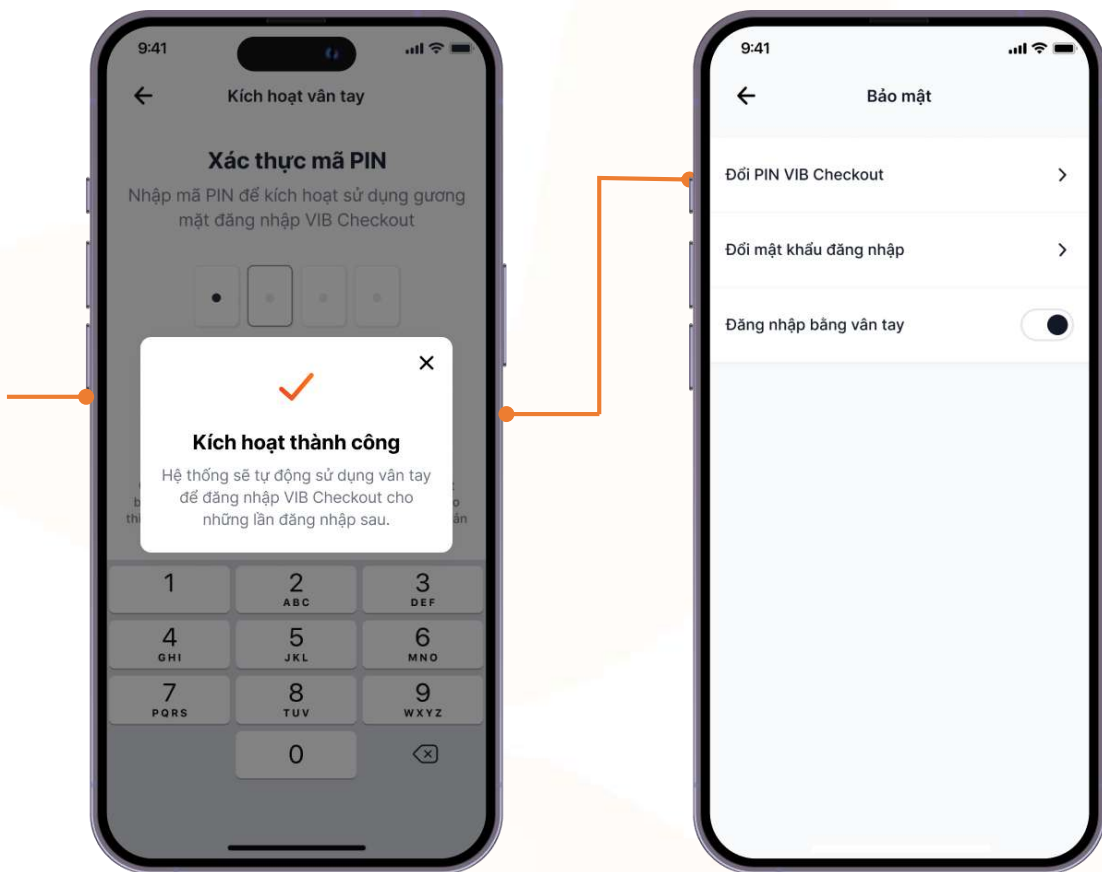 9:41
Kích hoạt vân tay
Xác thực mã PIN
Nhập mã PIN để kích hoạt sử dụng gương
mặt đăng nhập VIB Checkout
Kích hoạt thành công
Hệ thống sẽ tự động sử dụng vân tay
để đăng nhập VIB Checkout cho
những lần đăng nhập sau.
1
2
ABC
3
DEF
4
GHI
5
JKL
6
MNO
7
PQRS
8
TUV
9
WXYZ
0
9:41
Bảo mật
Đổi PIN VIB Checkout
Đổi mật khẩu đăng nhập
Đăng nhập bằng vân tay